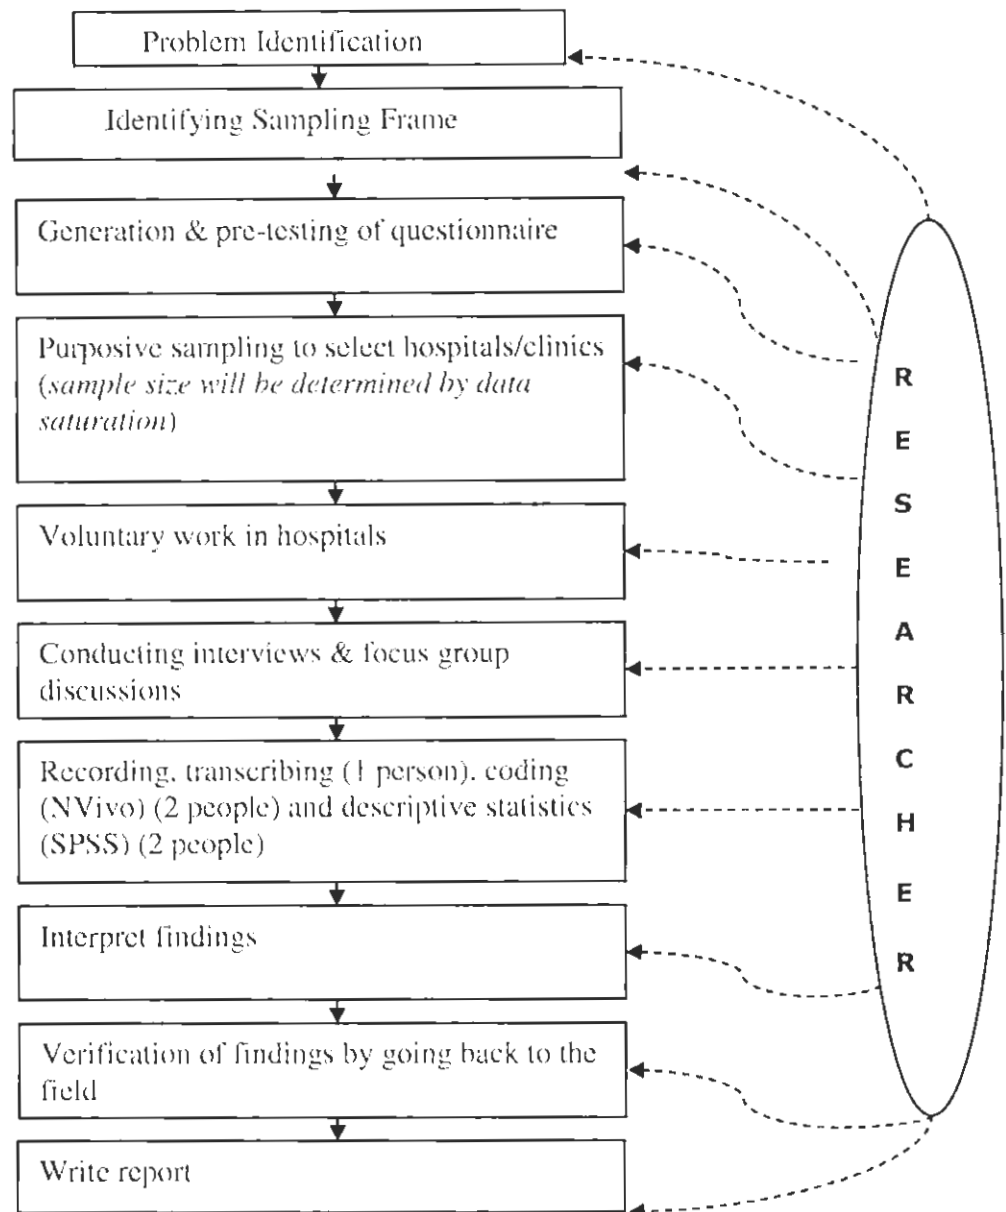 Problem Identification
Identifying Sampling Frame
Generation & pre-testing of questionnaire
Purposive sampling to select hospitals/clinics
(sample size will be determined by data
saturation)
Voluntary work in hospitals
Conducting interviews & focus group
discussions
Recording, transcribing (1 person), coding
(NVivo) (2 people) and descriptive statistics
(SPSS) (2 people)
Interpret findings
Verification of findings by going back to the
field
Write report
RESEARCHER